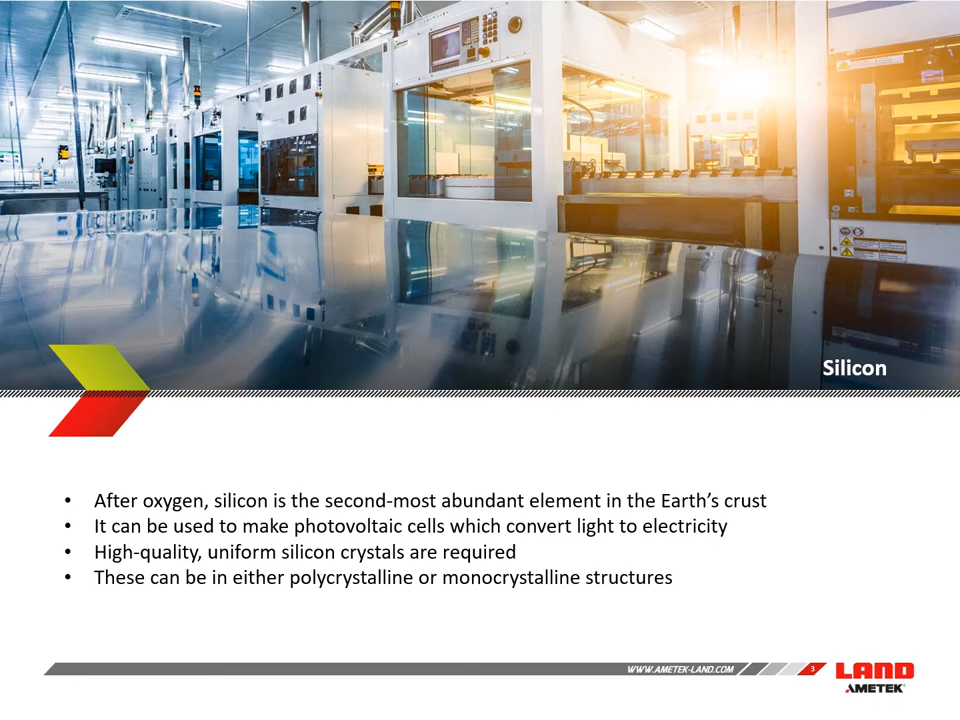 Silicon
• After oxygen, silicon is the second-most abundant element in the Earth’s crust
• It can be used to make photovoltaic cells which convert light to electricity
• High-quality, uniform silicon crystals are required
• These can be in either polycrystalline or monocrystalline structures
WWW.AMETEK-LAND.COM
3
LAND
AMETEK®